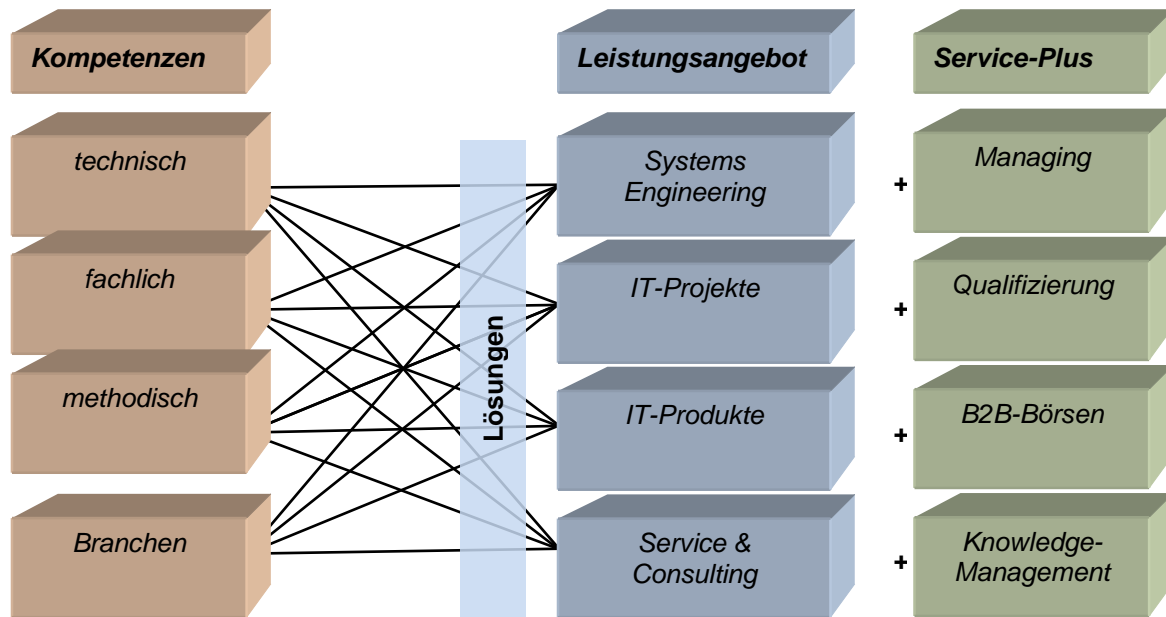 Kompetenzen
Leistungsangebot
Service-Plus
technisch
Systems
Engineering
+
Managing
fachlich
IT-Projekte
+
Qualifizierung
Lösungen
methodisch
IT-Produkte
+
B2B-Börsen
Branchen
Service &
Consulting
+
Knowledge-
Management